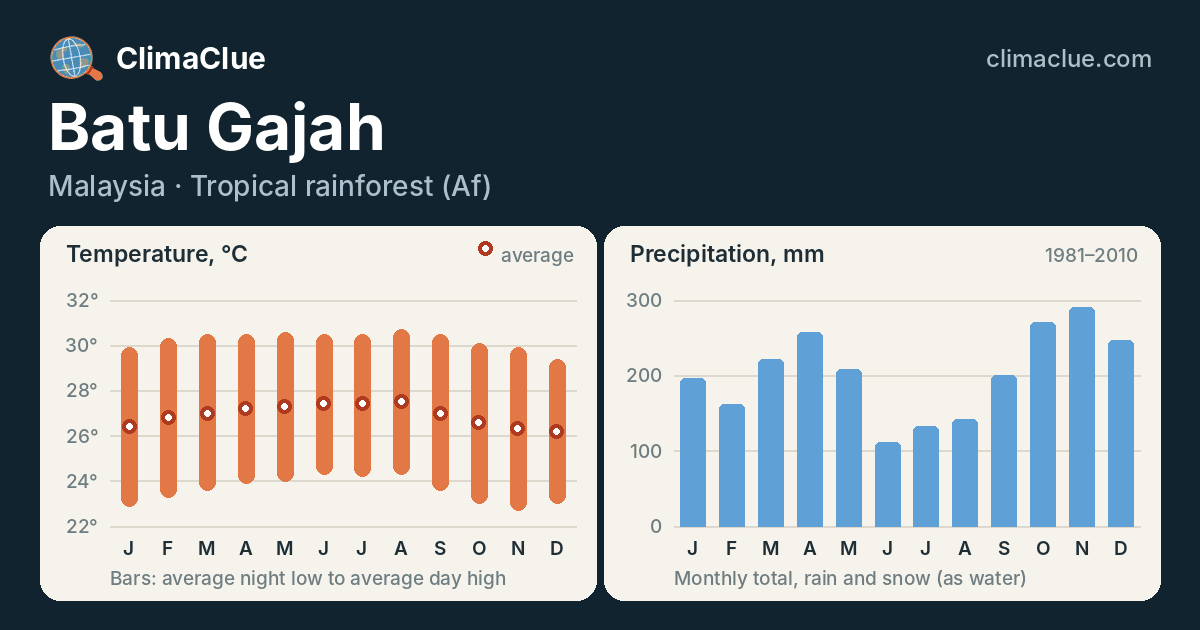 ClimaClue
climaclue.com
Batu Gajah
Malaysia · Tropical rainforest (Af)
Temperature, °C
average
32°
30°
28°
26°
24°
22°
J F M A M J J A S O N D
Bars: average night low to average day high
Precipitation, mm
1981–2010
300
200
100
0
J F M A M J J A S O N D
Monthly total, rain and snow (as water)